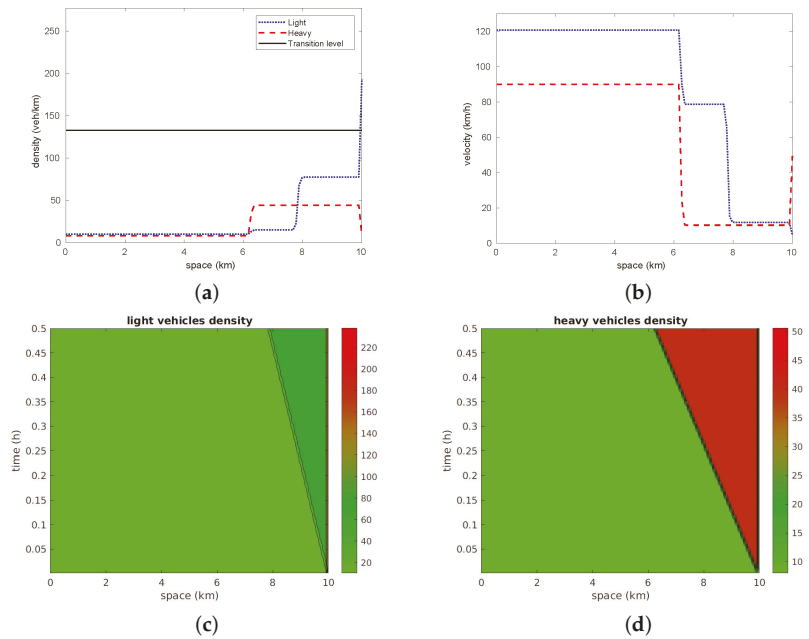 Light
Heavy
Transition level
density (veh/km)
250
200
150
100
50
0
0 2 4 6 8 10
space (km)
(a)
velocity (km/h)
120
100
80
60
40
20
0
0 2 4 6 8 10
space (km)
(b)
light vehicles density
time (h)
0.5
0.45
0.4
0.35
0.3
0.25
0.2
0.15
0.1
0.05
0 2 4 6 8 10
space (km)
220
200
180
160
140
120
100
80
60
40
20
(c)
heavy vehicles density
time (h)
0.5
0.45
0.4
0.35
0.3
0.25
0.2
0.15
0.1
0.05
0 2 4 6 8 10
space (km)
50
45
40
35
30
25
20
15
10
(d)